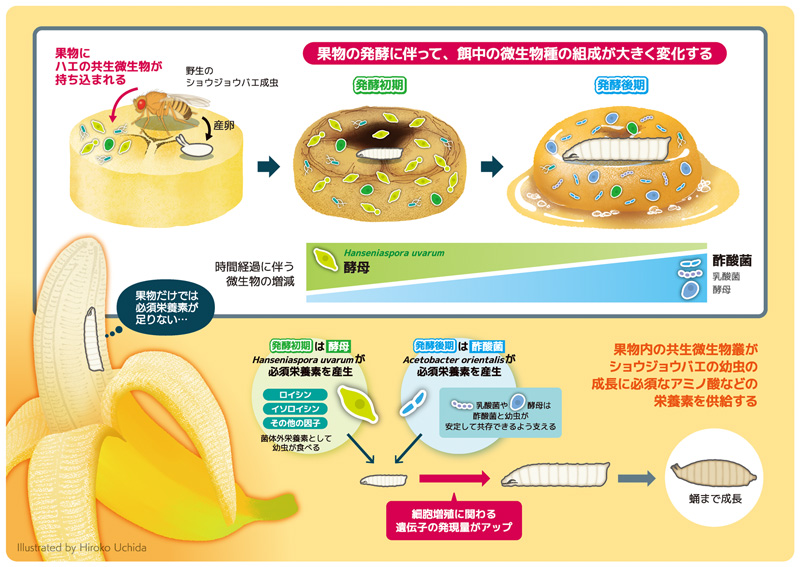 果物に
ハエの共生微生物が
持ち込まれる
野生の
ショウジョウバエ成虫
産卵
果物の発酵に伴って、餌中の微生物種の組成が大きく変化する
発酵初期
発酵後期
時間経過に伴う
微生物の増減
Hanseniaspora uvarum
酵母
酢酸菌
乳酸菌
酵母
果物だけでは
必須栄養素が
足りない…
発酵初期は酵母
Hanseniaspora uvarumが
必須栄養素を産生
ロイシン
イソロイシン
その他の因子
菌体外栄養素として
幼虫が食べる
発酵後期は酢酸菌
Acetobacter orientalisが
必須栄養素を産生
乳酸菌や酵母は
酢酸菌と幼虫が
安定して共存できるよう支える
果物内の共生微生物叢が
ショウジョウバエの幼虫の
成長に必須なアミノ酸などの
栄養素を供給する
細胞増殖に関わる
遺伝子の発現量がアップ
蛹まで成長
Illustrated by Hiroko Uchida